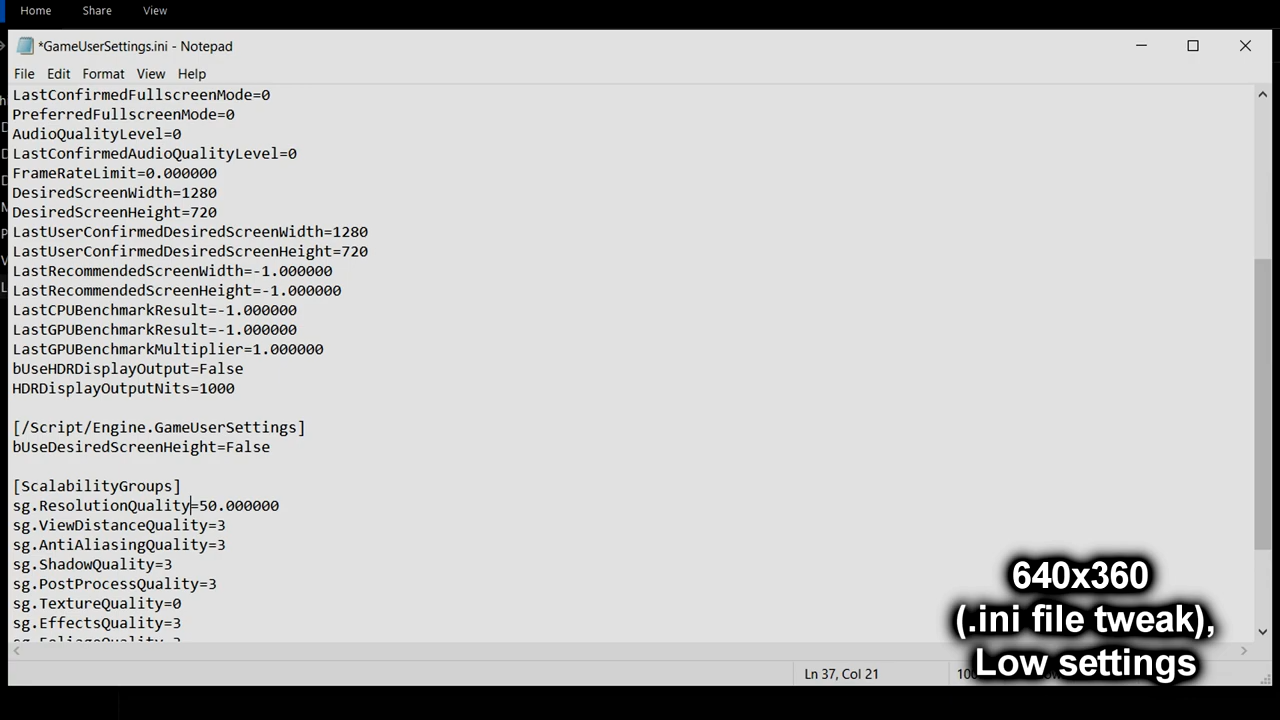 Home Share View
*GameUserSettings.ini - Notepad
File Edit Format View Help
LastConfirmedFullscreenMode=0
PreferredFullscreenMode=0
AudioQualityLevel=0
LastConfirmedAudioQualityLevel=0
FrameRateLimit=0.000000
DesiredScreenWidth=1280
DesiredScreenHeight=720
LastUserConfirmedDesiredScreenWidth=1280
LastUserConfirmedDesiredScreenHeight=720
LastRecommendedScreenWidth=-1.000000
LastRecommendedScreenHeight=-1.000000
LastCPUBenchmarkResult=-1.000000
LastGPUBenchmarkResult=-1.000000
LastGPUBenchmarkMultiplier=1.000000
bUseHDRDisplayOutput=False
HDRDisplayOutputNits=1000
[/Script/Engine.GameUserSettings]
bUseDesiredScreenHeight=False
[ScalabilityGroups]
sg.ResolutionQuality=50.000000
sg.ViewDistanceQuality=3
sg.AntiAliasingQuality=3
sg.ShadowQuality=3
sg.PostProcessQuality=3
sg.TextureQuality=0
sg.EffectsQuality=3
640x360
(.ini file tweak),
Low settings
Ln 37, Col 21